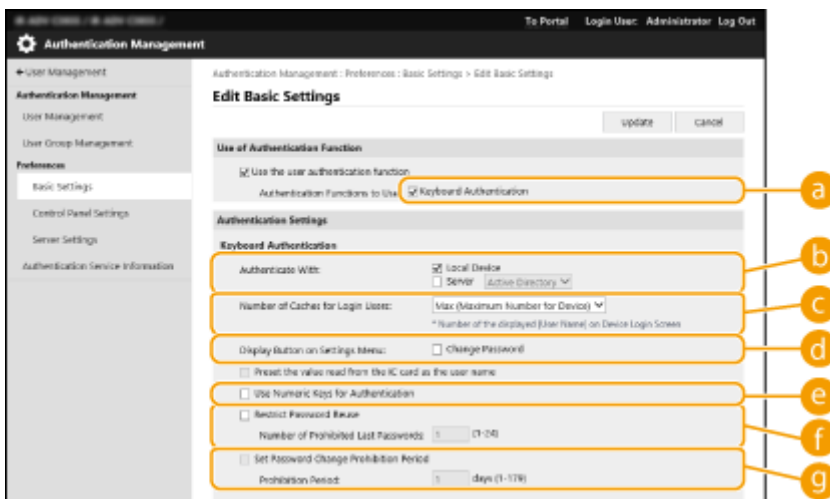 To Portal Login User: Administrator Log Out
Authentication Management
User Management
Authentication Management : Preferences : Basic Settings > Edit Basic Settings
Authentication Management
Edit Basic Settings
User Management
Update Cancel
User Group Management
Use of Authentication Function
Preferences
Use the user authentication function
Basic Settings
Authentication Functions to Use:
Keyboard Authentication
a
Control Panel Settings
Authentication Settings
Server Settings
Keyboard Authentication
Authentication Service Information
Authenticate With:
Local Device
Server Active Directory
b
Number of Caches for Login Users:
Max (Maximum Number for Device)
* Number of the displayed [User Name] on Device Login Screen
c
Display Button on Settings Menu:
Change Password
d
Preset the value read from the IC card as the user name
Use Numeric Keys for Authentication
e
Restrict Password Reuse
Number of Prohibited Last Passwords: 1 (1-24)
f
Set Password Change Prohibition Period
Prohibition Period: 1 days (1-179)
g